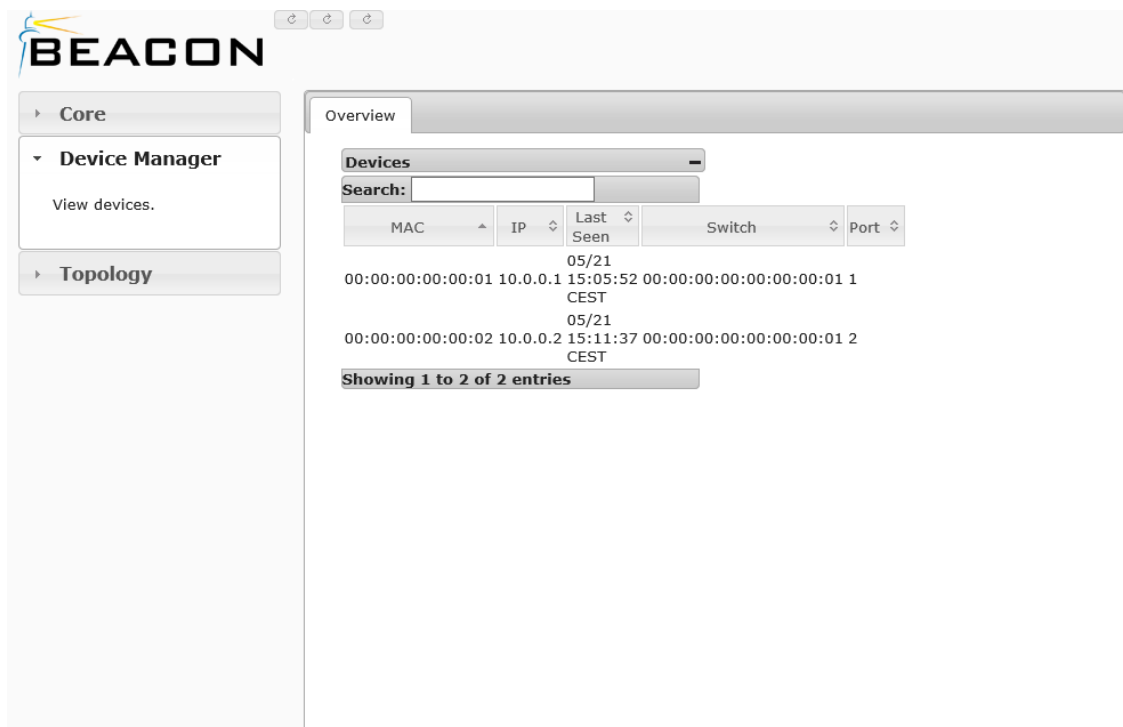 BEACON
Core
Device Manager
View devices.
Topology
Overview
Devices
Search:
MAC IP Last Seen Switch Port
00:00:00:00:00:01 10.0.0.1 05/21 15:05:52 CEST 00:00:00:00:00:00:00:01 1
00:00:00:00:00:02 10.0.0.2 05/21 15:11:37 CEST 00:00:00:00:00:00:00:01 2
Showing 1 to 2 of 2 entries